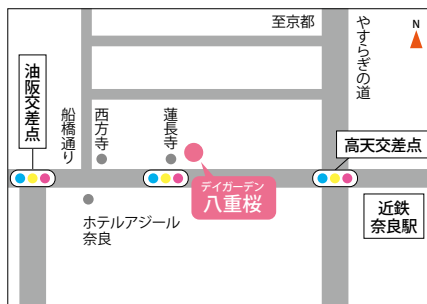 至京都
やすらぎの道
N
油阪交差点
船橋通り
西方寺
蓮長寺
高天交差点
デイガーデン
八重桜
ホテルアジール
奈良
近鉄
奈良駅